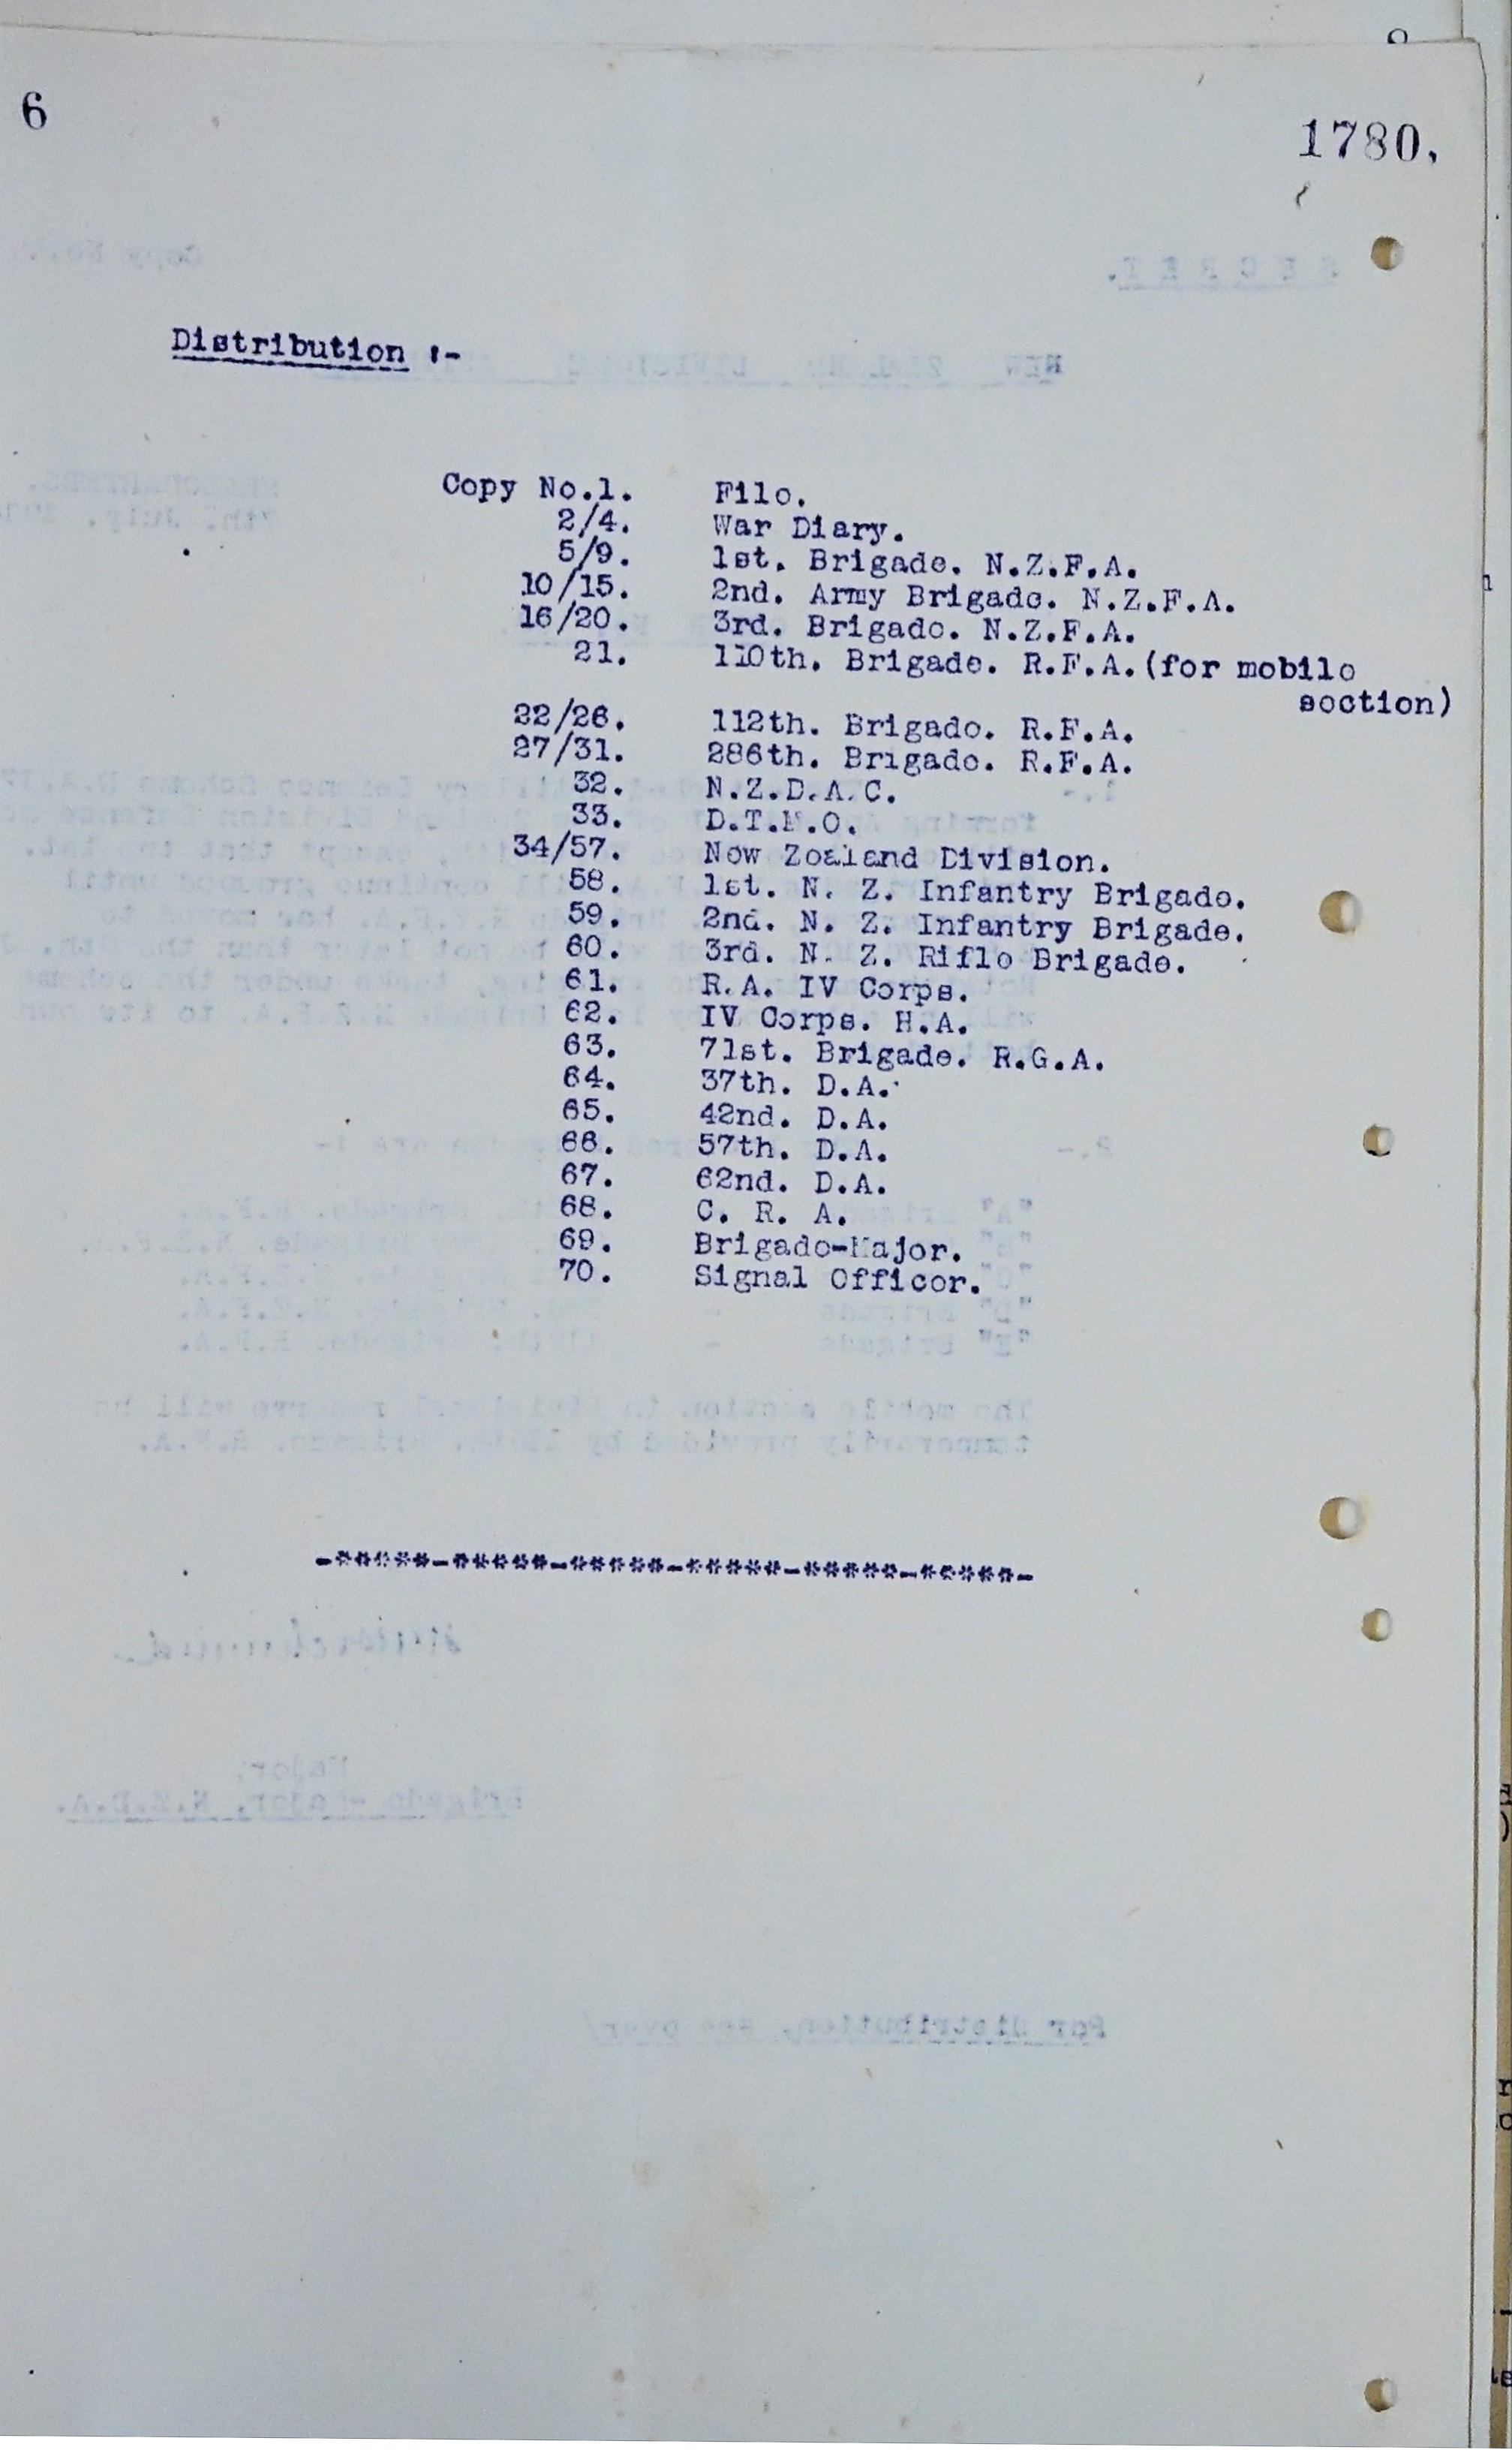 6
1780.
Distribution :-
Copy No.1. File.
2/4. War Diary.
5/9. 1st. Brigade. N.Z.F.A.
10/15. 2nd. Army Brigade. N.Z.F.A.
16/20. 3rd. Brigade. N.Z.F.A.
21. 110th. Brigade. R.F.A.(for mobile
section)
22/26. 112th. Brigade. R.F.A.
27/31. 286th. Brigade. R.F.A.
32. N.Z.D.A.C.
33. D.T.M.O.
34/57. New Zealand Division.
58. 1st. N. Z. Infantry Brigade.
59. 2nd. N. Z. Infantry Brigade.
60. 3rd. N. Z. Rifle Brigade.
61. R.A. IV Corps.
62. IV Corps. H.A.
63. 71st. Brigade. R.G.A.
64. 37th. D.A.
65. 42nd. D.A.
66. 57th. D.A.
67. 62nd. D.A.
68. C. R. A.
69. Brigade-Major.
70. Signal Officer.
-*****-*****-*****-*****-*****-*****-